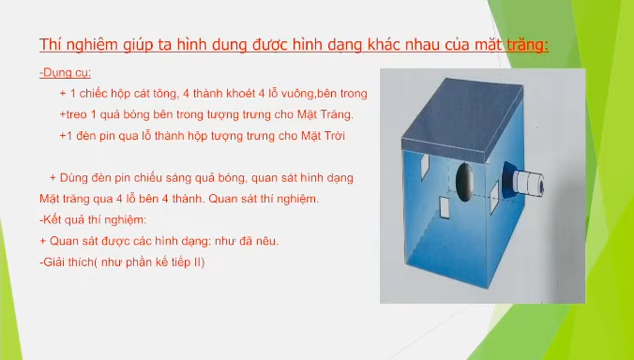 Thí nghiệm giúp ta hình dung được hình dạng khác nhau của mặt trăng:
-Dụng cụ:
+ 1 chiếc hộp cát tông, 4 thành khoét 4 lỗ vuông,bên trong
+treo 1 quả bóng bên trong tượng trưng cho Mặt Trăng.
+1 đèn pin qua lỗ thành hộp tượng trưng cho Mặt Trời
+ Dùng đèn pin chiếu sáng quả bóng, quan sát hình dạng
Mặt trăng qua 4 lỗ bên 4 thành. Quan sát thí nghiệm.
-Kết quả thí nghiệm:
+ Quan sát được các hình dạng: như đã nêu.
-Giải thích( như phần kế tiếp II)